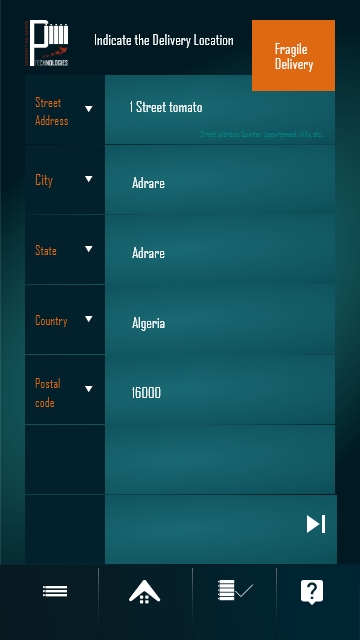 TECHNOLOGIES
Indicate the Delivery Location
Fragile
Delivery
Street
Address
1 Street tomato
Street address/Quarter, Appartement/villa, etc...
City
Adrare
State
Adrare
Country
Algeria
Postal
code
16000